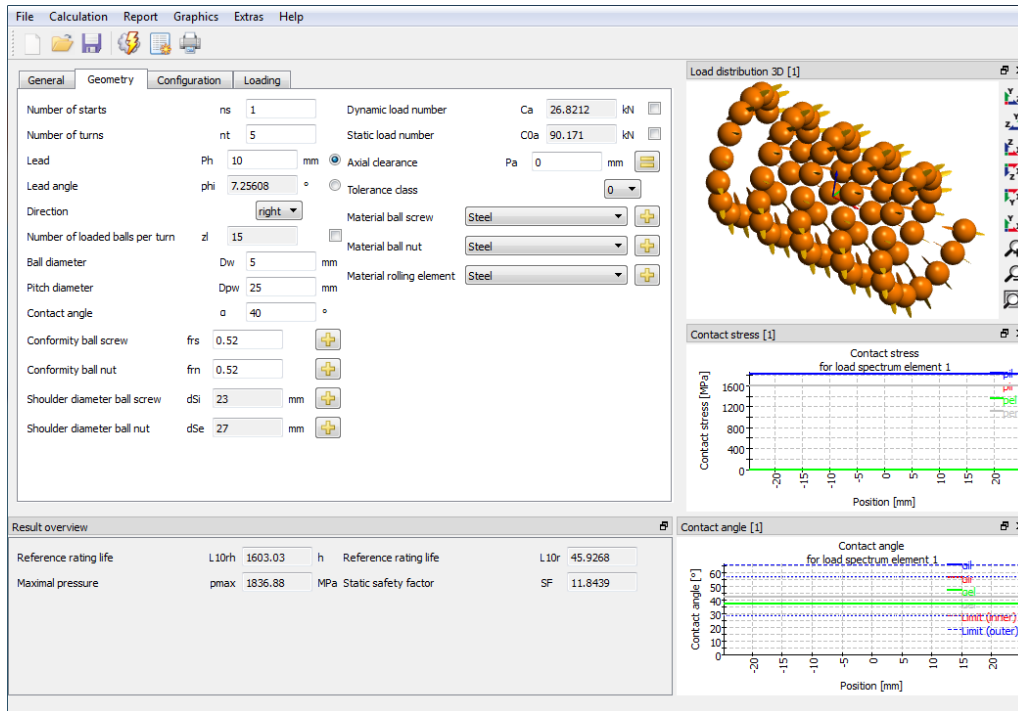 File Calculation Report Graphics Extras Help
General Geometry Configuration Loading
Number of starts ns 1
Number of turns nt 5
Lead Ph 10 mm
Lead angle phi 7.25608 °
Direction right
Number of loaded balls per turn zl 15
Ball diameter Dw 5 mm
Pitch diameter Dpw 25 mm
Contact angle α 40 °
Conformity ball screw frs 0.52
Conformity ball nut frn 0.52
Shoulder diameter ball screw dSi 23 mm
Shoulder diameter ball nut dSe 27 mm
Dynamic load number Ca 26.8212 kN
Static load number C0a 90.171 kN
Axial clearance Pa 0 mm
Tolerance class 0
Material ball screw Steel
Material ball nut Steel
Material rolling element Steel
Load distribution 3D [1]
Contact stress [1]
Contact stress
for load spectrum element 1
Contact stress [MPa]
1600
1200
800
400
0
-20 -15 -10 -5 0 5 10 15 20
Position [mm]
Result overview
Reference rating life L10rh 1603.03 h Reference rating life L10r 45.9268
Maximal pressure pmax 1836.88 MPa Static safety factor SF 11.8439
Contact angle [1]
Contact angle
for load spectrum element 1
Contact angle [°]
60
50
40
30
20
10
0
Limit (inner)
Limit (outer)
-20 -15 -10 -5 0 5 10 15 20
Position [mm]